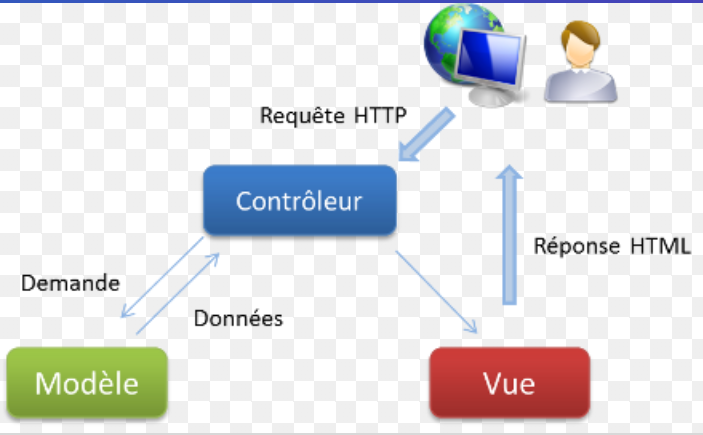 Requête HTTP
Contrôleur
Réponse HTML
Demande
Données
Modèle
Vue